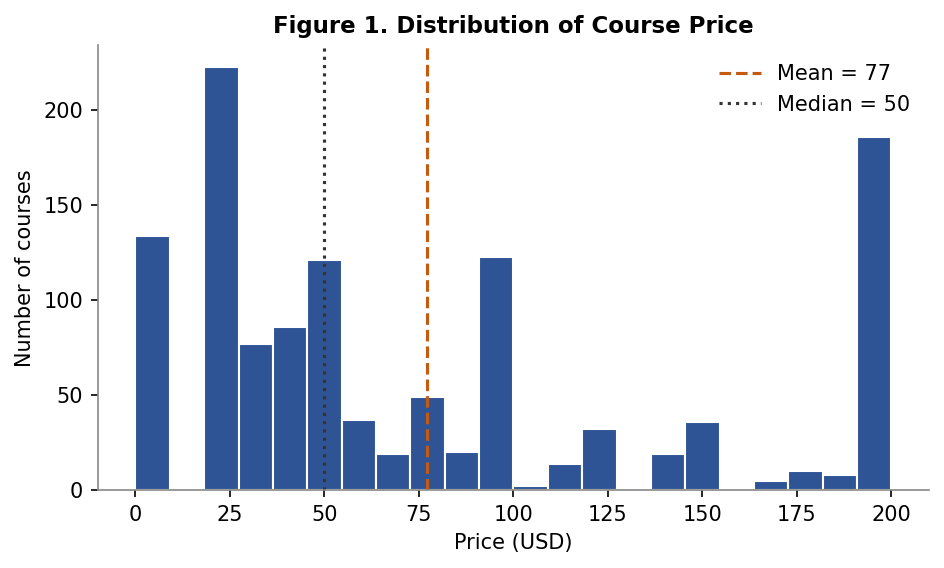 Figure 1. Distribution of Course Price
Mean = 77
Median = 50
Number of courses
200
150
100
50
0
0 25 50 75 100 125 150 175 200
Price (USD)